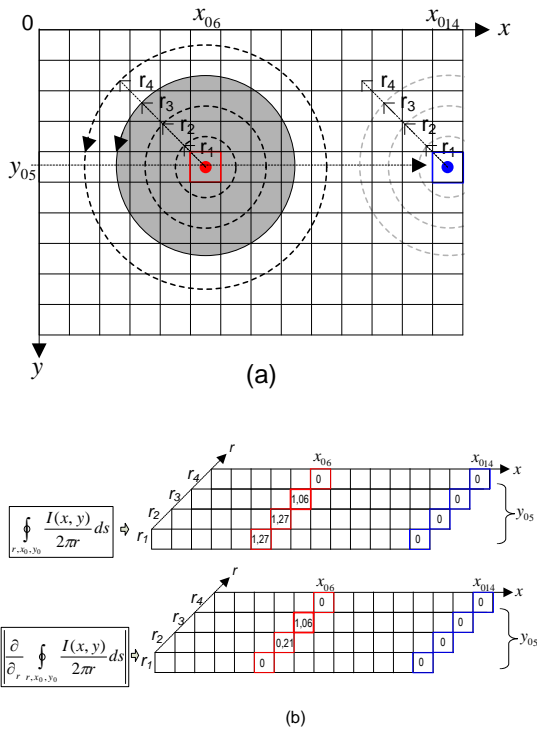 0 x₀₆ x₀₁₄ x
r₄ r₄
r₃ r₃
r₂ r₂
r₁ r₁
y₀₅
y
(a)
r x₀₆ x₀₁₄ x
r₄ 0 0
r₃ 1,06 0
r₂ 1,27 0
r₁ 1,27 0
y₀₅
∮ r,x₀,y₀ I(x, y) / 2πr ds
r x₀₆ x₀₁₄ x
r₄ 0 0
r₃ 1,06 0
r₂ 0,21 0
r₁ 0 0
y₀₅
|∂/∂ᵣ ∮ r,x₀,y₀ I(x, y) / 2πr ds|
(b)